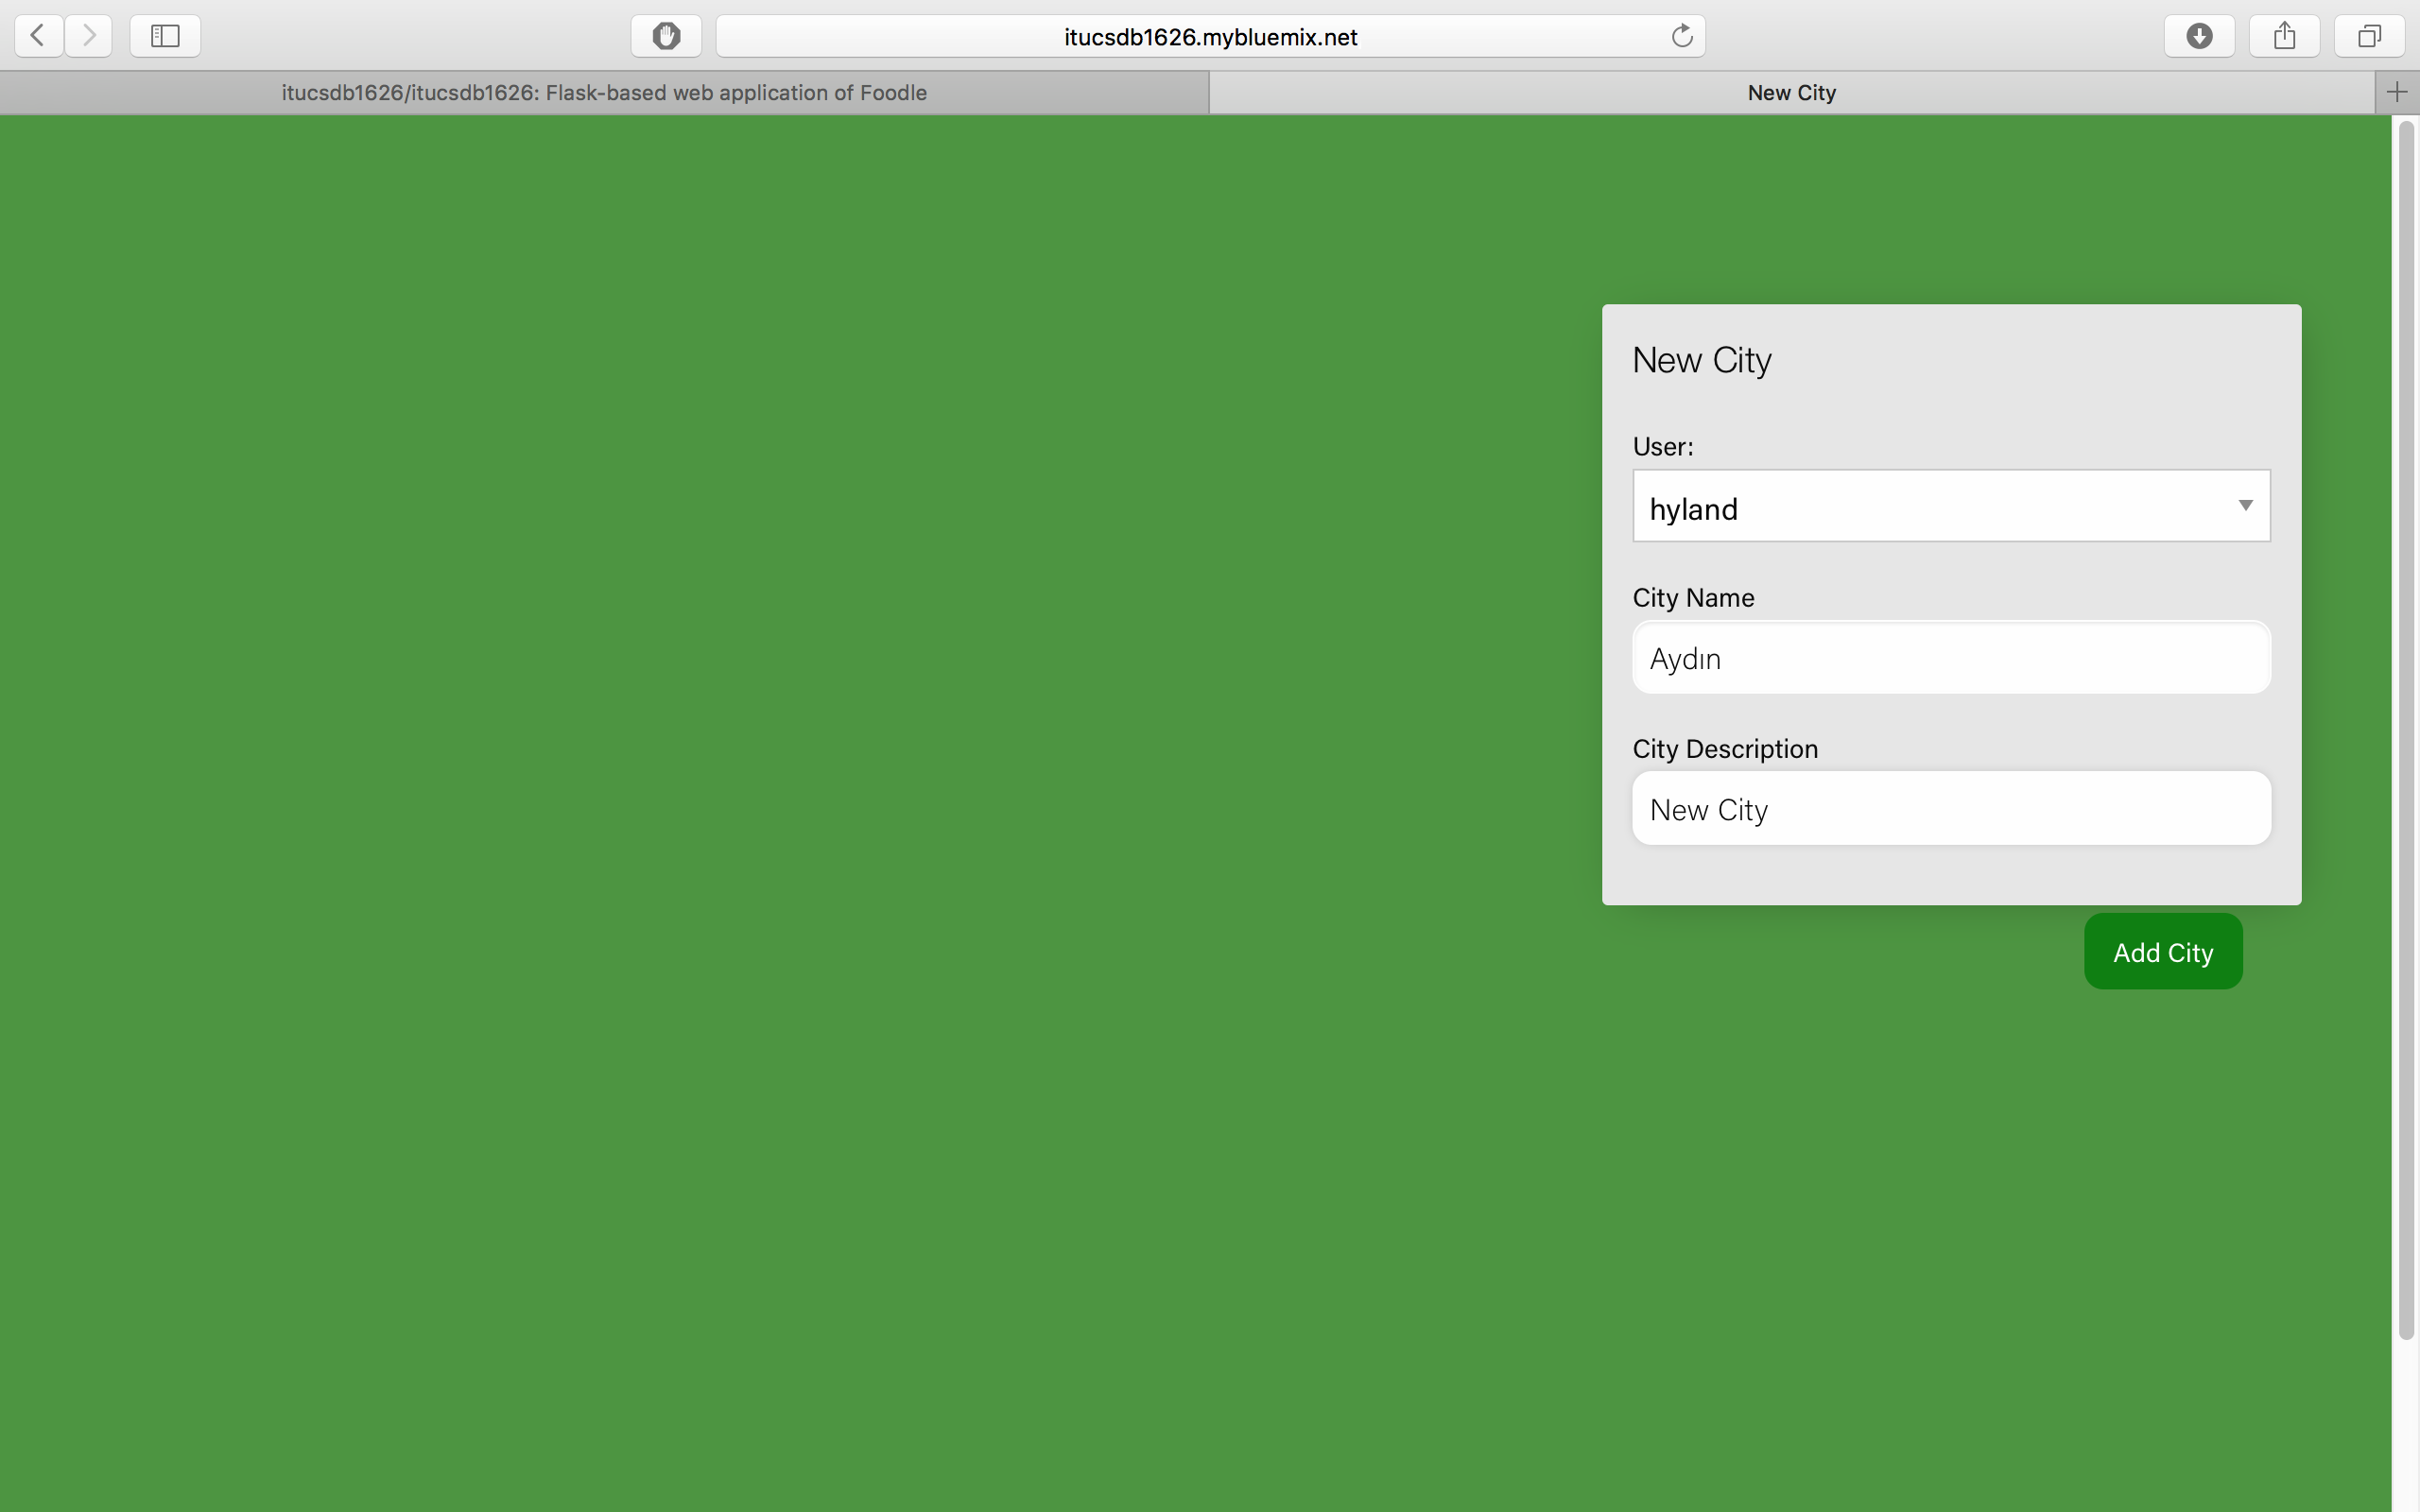 itucsdb1626.mybluemix.net
itucsdb1626/itucsdb1626: Flask-based web application of Foodle
New City
New City
User:
hyland
City Name
Aydın
City Description
New City
Add City